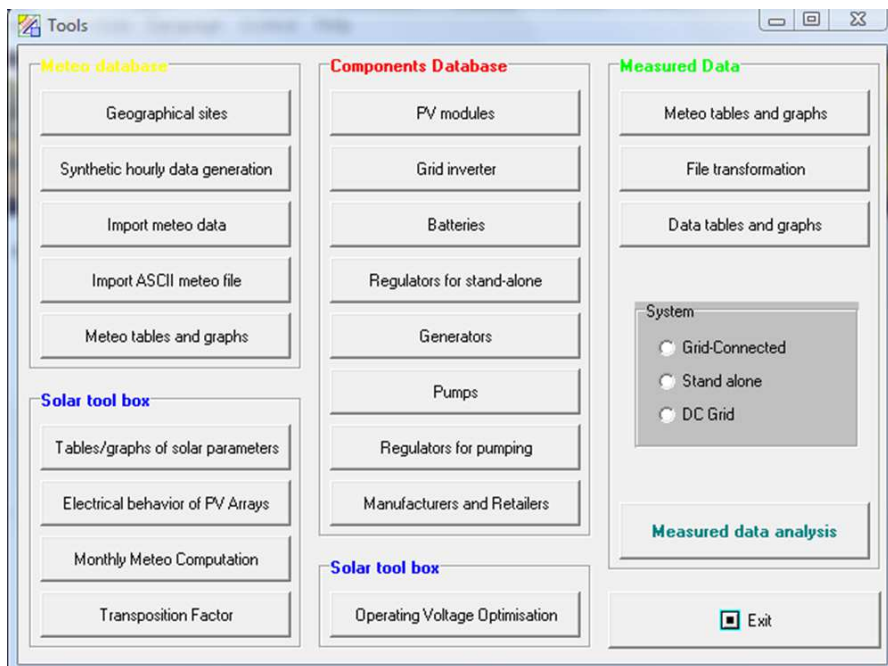 Tools
Meteo database
Geographical sites
Synthetic hourly data generation
Import meteo data
Import ASCII meteo file
Meteo tables and graphs
Solar tool box
Tables/graphs of solar parameters
Electrical behavior of PV Arrays
Monthly Meteo Computation
Transposition Factor
Components Database
PV modules
Grid inverter
Batteries
Regulators for stand-alone
Generators
Pumps
Regulators for pumping
Manufacturers and Retailers
Solar tool box
Operating Voltage Optimisation
Measured Data
Meteo tables and graphs
File transformation
Data tables and graphs
System
Grid-Connected
Stand alone
DC Grid
Measured data analysis
Exit